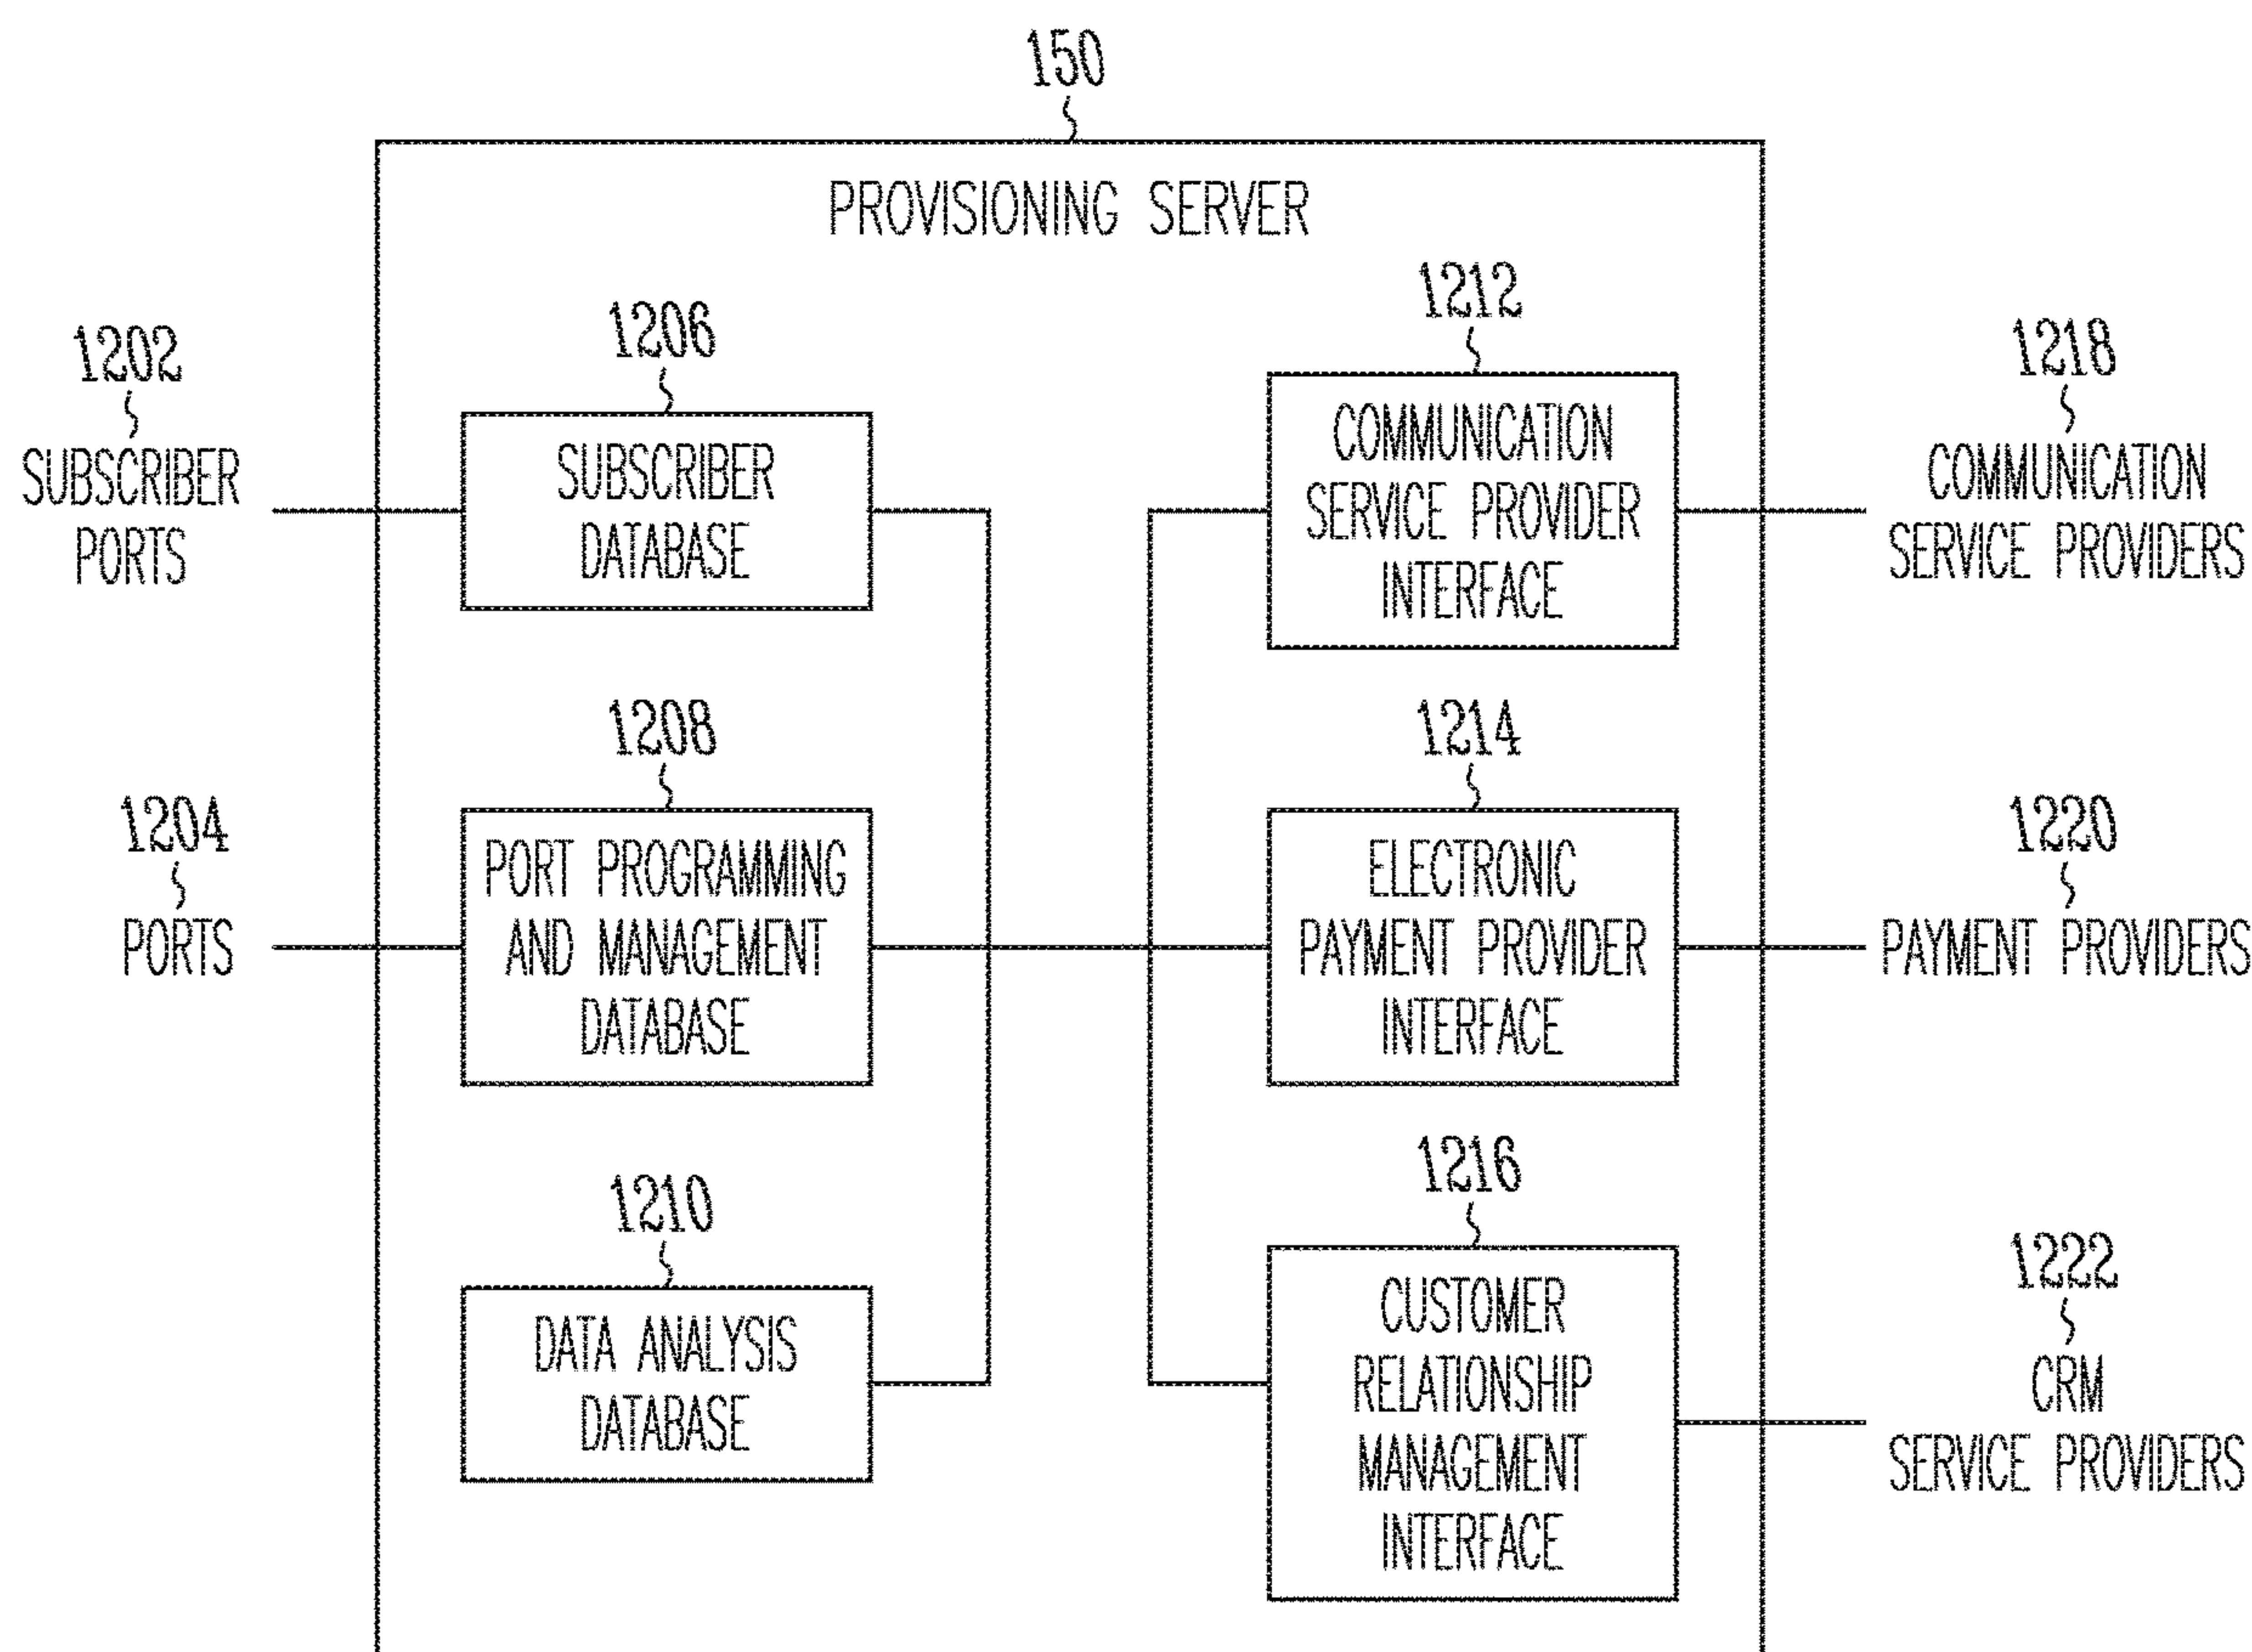 150
PROVISIONING SERVER
1202
SUBSCRIBER
PORTS
1206
SUBSCRIBER
DATABASE
1212
COMMUNICATION
SERVICE PROVIDER
INTERFACE
1218
COMMUNICATION
SERVICE PROVIDERS
1204
PORTS
1208
PORT PROGRAMMING
AND MANAGEMENT
DATABASE
1214
ELECTRONIC
PAYMENT PROVIDER
INTERFACE
1220
PAYMENT PROVIDERS
1210
DATA ANALYSIS
DATABASE
1216
CUSTOMER
RELATIONSHIP
MANAGEMENT
INTERFACE
1222
CRM
SERVICE PROVIDERS